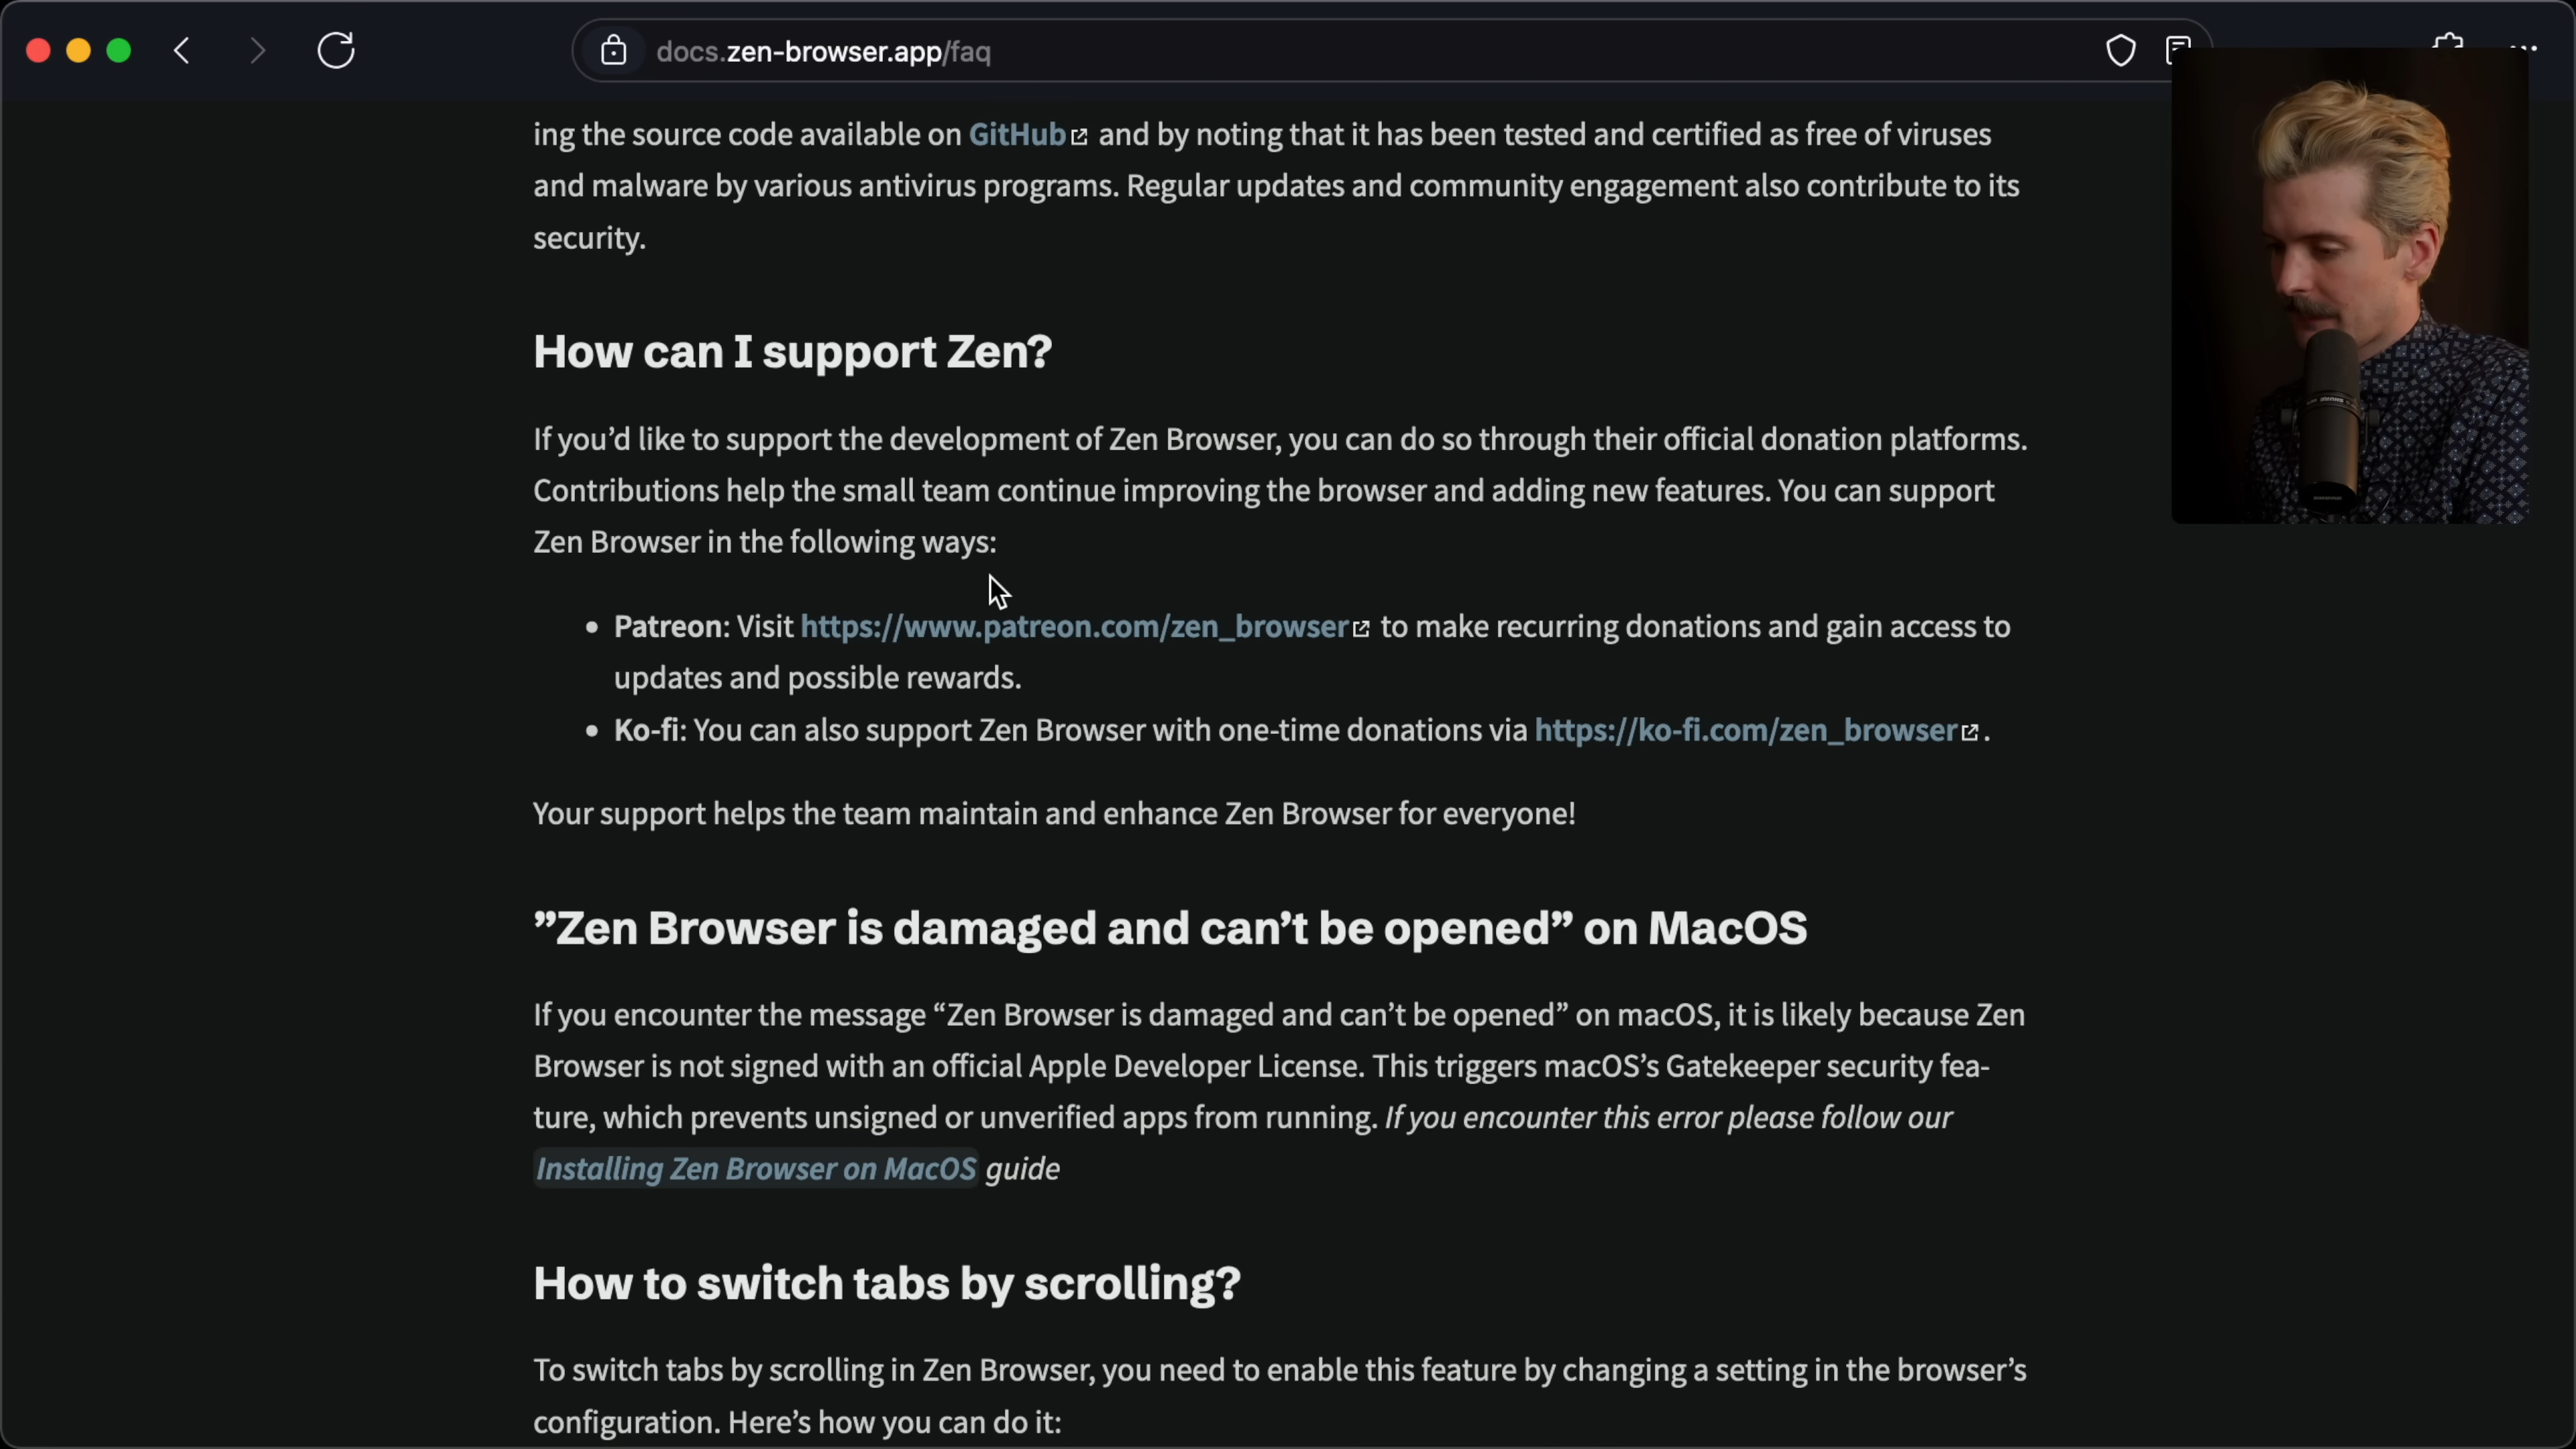 docs.zen-browser.app/faq
ing the source code available on GitHub and by noting that it has been tested and certified as free of viruses
and malware by various antivirus programs. Regular updates and community engagement also contribute to its
security.
How can I support Zen?
If you’d like to support the development of Zen Browser, you can do so through their official donation platforms.
Contributions help the small team continue improving the browser and adding new features. You can support
Zen Browser in the following ways:
• Patreon: Visit https://www.patreon.com/zen_browser to make recurring donations and gain access to
updates and possible rewards.
• Ko-fi: You can also support Zen Browser with one-time donations via https://ko-fi.com/zen_browser .
Your support helps the team maintain and enhance Zen Browser for everyone!
”Zen Browser is damaged and can’t be opened” on MacOS
If you encounter the message “Zen Browser is damaged and can’t be opened” on macOS, it is likely because Zen
Browser is not signed with an official Apple Developer License. This triggers macOS’s Gatekeeper security fea-
ture, which prevents unsigned or unverified apps from running. If you encounter this error please follow our
Installing Zen Browser on MacOS guide
How to switch tabs by scrolling?
To switch tabs by scrolling in Zen Browser, you need to enable this feature by changing a setting in the browser’s
configuration. Here’s how you can do it: